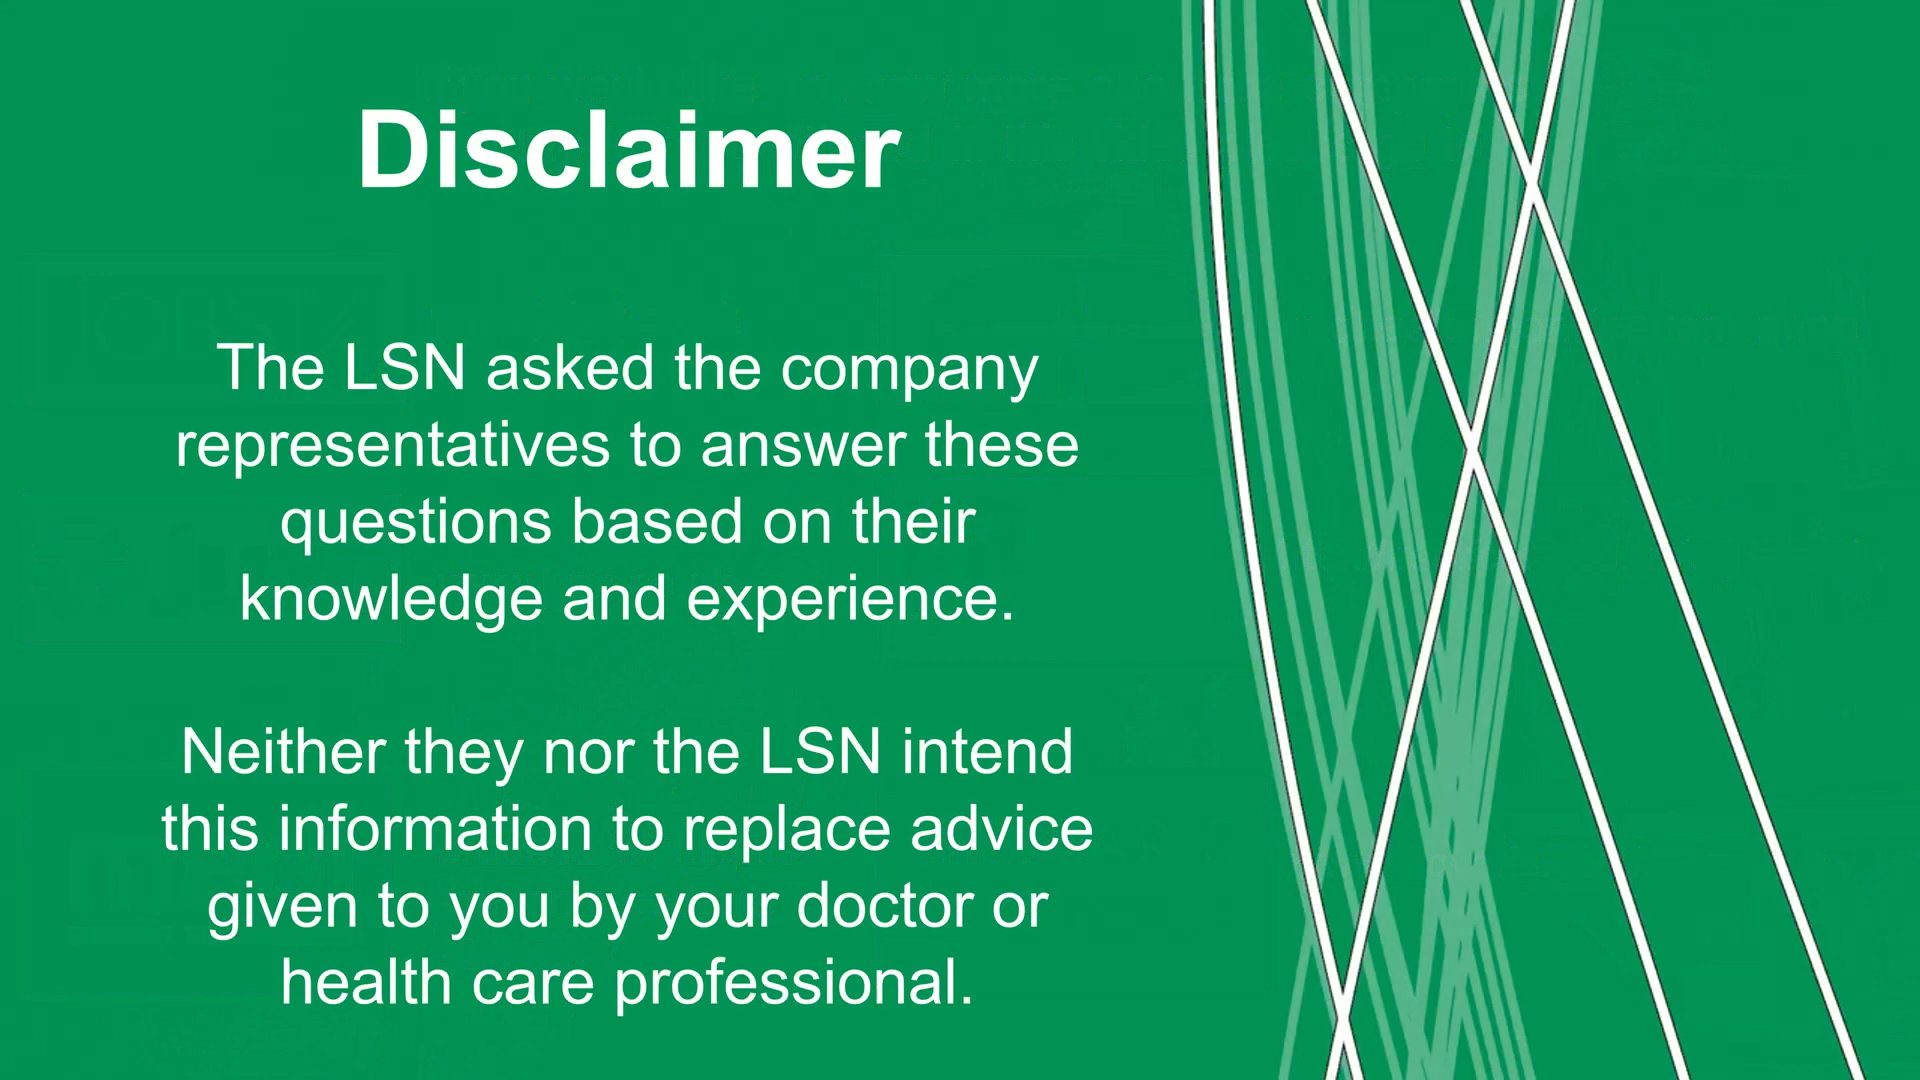 Disclaimer
The LSN asked the company
representatives to answer these
questions based on their
knowledge and experience.
Neither they nor the LSN intend
this information to replace advice
given to you by your doctor or
health care professional.